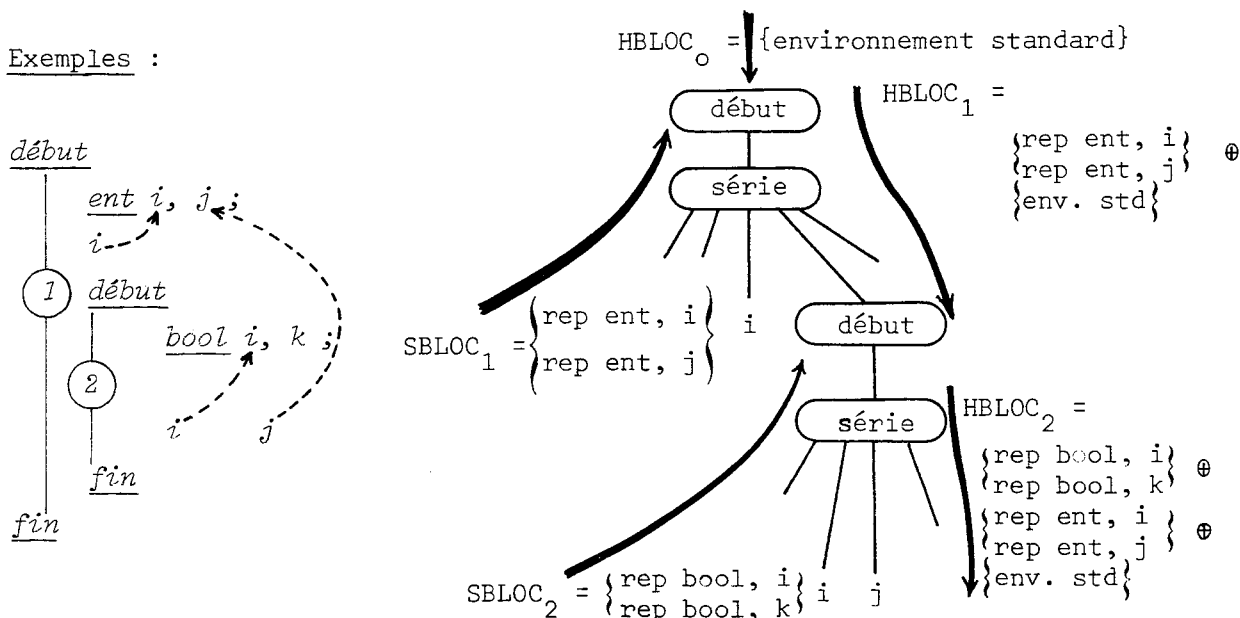 Exemples :
début
ent i, j ;
i
1
début
bool i, k ;
2
i j
fin
fin
HBLOC₀ = {environnement standard}
début
HBLOC₁ =
{rep ent, i}
{rep ent, j} ⊕
{env. std}
série
SBLOC₁ = {rep ent, i}
{rep ent, j}
i
début
série
HBLOC₂ =
{rep bool, i}
{rep bool, k} ⊕
{rep ent, i}
{rep ent, j} ⊕
{env. std}
SBLOC₂ = {rep bool, i}
{rep bool, k}
i j